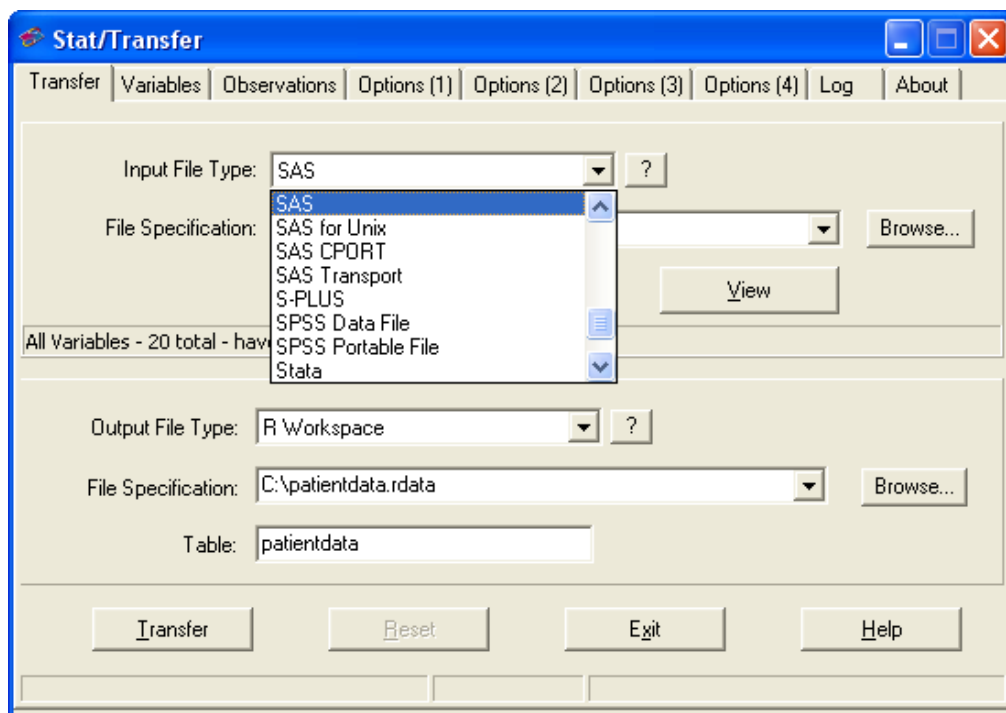 Stat/Transfer
Transfer Variables Observations Options (1) Options (2) Options (3) Options (4) Log About
Input File Type: SAS ?
SAS
File Specification: Browse...
SAS for Unix
SAS CPORT
SAS Transport
View
S-PLUS
SPSS Data File
All Variables - 20 total - hav
SPSS Portable File
Stata
Output File Type: R Workspace ?
File Specification: C:\patientdata.rdata Browse...
Table: patientdata
Transfer Reset Exit Help